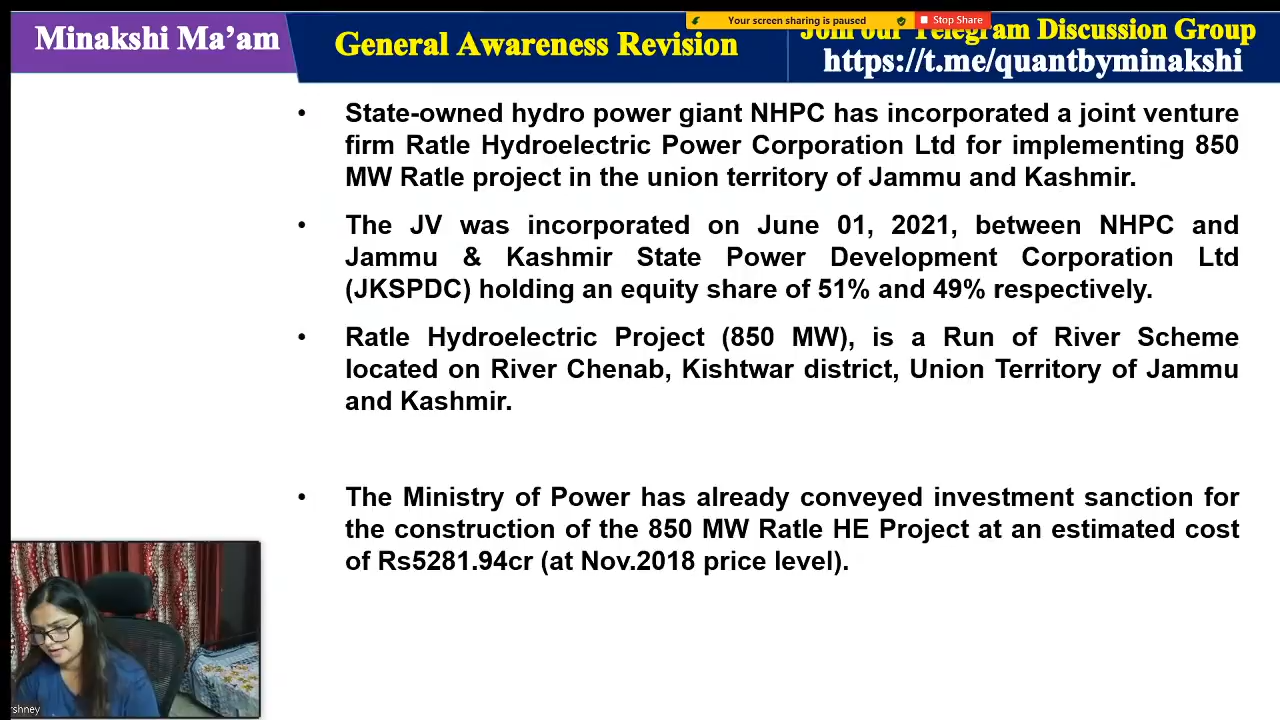 Your screen sharing is paused
Stop Share
Minakshi Ma'am
General Awareness Revision
Join our Telegram Discussion Group
https://t.me/quantbyminakshi
• State-owned hydro power giant NHPC has incorporated a joint venture
firm Ratle Hydroelectric Power Corporation Ltd for implementing 850
MW Ratle project in the union territory of Jammu and Kashmir.
• The JV was incorporated on June 01, 2021, between NHPC and
Jammu & Kashmir State Power Development Corporation Ltd
(JKSPDC) holding an equity share of 51% and 49% respectively.
• Ratle Hydroelectric Project (850 MW), is a Run of River Scheme
located on River Chenab, Kishtwar district, Union Territory of Jammu
and Kashmir.
• The Ministry of Power has already conveyed investment sanction for
the construction of the 850 MW Ratle HE Project at an estimated cost
of Rs5281.94cr (at Nov.2018 price level).
rshney